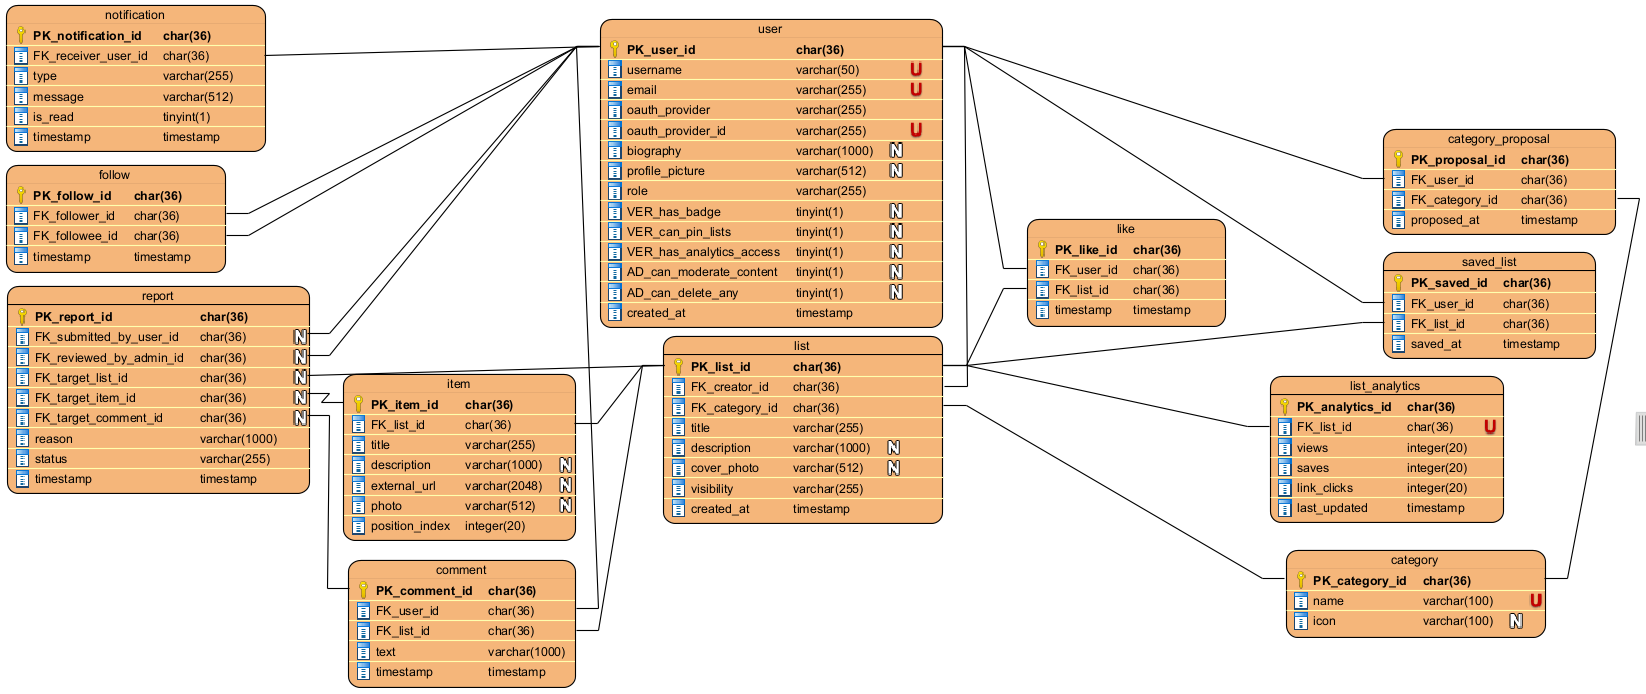 notification
PK_notification_id char(36)
FK_receiver_user_id char(36)
type varchar(255)
message varchar(512)
is_read tinyint(1)
timestamp timestamp
follow
PK_follow_id char(36)
FK_follower_id char(36)
FK_followee_id char(36)
timestamp timestamp
report
PK_report_id char(36)
FK_submitted_by_user_id char(36) N
FK_reviewed_by_admin_id char(36) N
FK_target_list_id char(36) N
FK_target_item_id char(36) N
FK_target_comment_id char(36) N
reason varchar(1000)
status varchar(255)
timestamp timestamp
item
PK_item_id char(36)
FK_list_id char(36)
title varchar(255)
description varchar(1000) N
external_url varchar(2048) N
photo varchar(512) N
position_index integer(20)
comment
PK_comment_id char(36)
FK_user_id char(36)
FK_list_id char(36)
text varchar(1000)
timestamp timestamp
user
PK_user_id char(36)
username varchar(50) U
email varchar(255) U
oauth_provider varchar(255)
oauth_provider_id varchar(255) U
biography varchar(1000) N
profile_picture varchar(512) N
role varchar(255)
VER_has_badge tinyint(1) N
VER_can_pin_lists tinyint(1) N
VER_has_analytics_access tinyint(1) N
AD_can_moderate_content tinyint(1) N
AD_can_delete_any tinyint(1) N
created_at timestamp
list
PK_list_id char(36)
FK_creator_id char(36)
FK_category_id char(36)
title varchar(255)
description varchar(1000) N
cover_photo varchar(512) N
visibility varchar(255)
created_at timestamp
like
PK_like_id char(36)
FK_user_id char(36)
FK_list_id char(36)
timestamp timestamp
category_proposal
PK_proposal_id char(36)
FK_user_id char(36)
FK_category_id char(36)
proposed_at timestamp
saved_list
PK_saved_id char(36)
FK_user_id char(36)
FK_list_id char(36)
saved_at timestamp
list_analytics
PK_analytics_id char(36)
FK_list_id char(36) U
views integer(20)
saves integer(20)
link_clicks integer(20)
last_updated timestamp
category
PK_category_id char(36)
name varchar(100) U
icon varchar(100) N